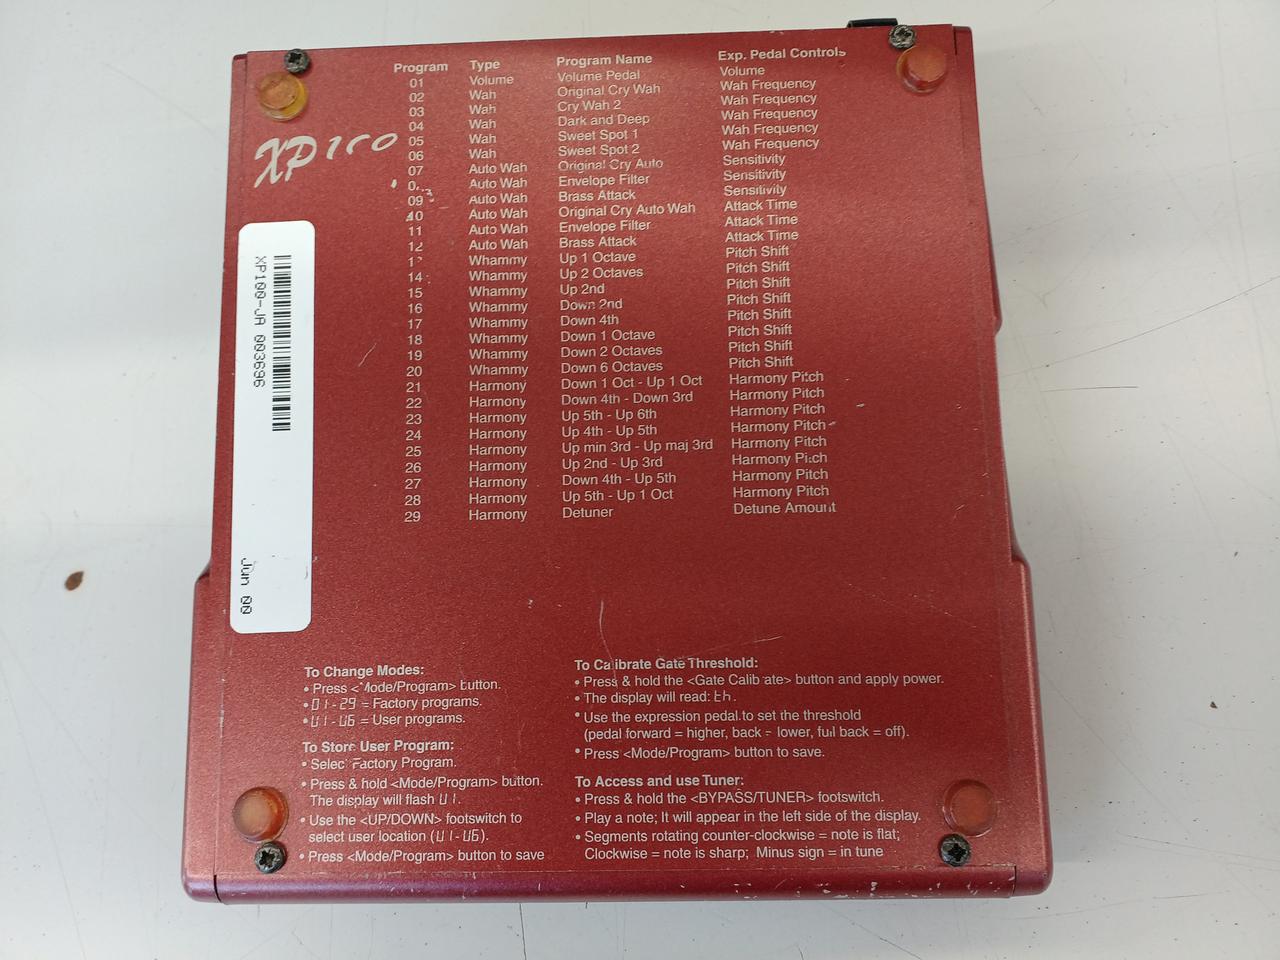 Program Type Program Name Exp. Pedal Controls
01 Volume Volume Pedal Volume
02 Wah Original Cry Wah Wah Frequency
03 Wah Cry Wah 2 Wah Frequency
04 Wah Dark and Deep Wah Frequency
05 Wah Sweet Spot 1 Wah Frequency
06 Wah Sweet Spot 2 Wah Frequency
07 Auto Wah Original Cry Auto Sensitivity
Auto Wah Envelope Filter Sensitivity
09 Auto Wah Brass Attack Sensitivity
10 Auto Wah Original Cry Auto Wah Attack Time
11 Auto Wah Envelope Filter Attack Time
12 Auto Wah Brass Attack Attack Time
13 Whammy Up 1 Octave Pitch Shift
14 Whammy Up 2 Octaves Pitch Shift
15 Whammy Up 2nd Pitch Shift
16 Whammy Down 2nd Pitch Shift
17 Whammy Down 4th Pitch Shift
18 Whammy Down 1 Octave Pitch Shift
19 Whammy Down 2 Octaves Pitch Shift
20 Whammy Down 6 Octaves Pitch Shift
21 Harmony Down 1 Oct - Up 1 Oct Harmony Pitch
22 Harmony Down 4th - Down 3rd Harmony Pitch
23 Harmony Up 5th - Up 6th Harmony Pitch
24 Harmony Up 4th - Up 5th Harmony Pitch
25 Harmony Up min 3rd - Up maj 3rd Harmony Pitch
26 Harmony Up 2nd - Up 3rd Harmony Pitch
27 Harmony Down 4th - Up 5th Harmony Pitch
28 Harmony Up 5th - Up 1 Oct Harmony Pitch
29 Harmony Detuner Detune Amount
XP100
XP100-JA 003696
Jun 00
To Change Modes:
• Press <Mode/Program> button.
• 01-29 = Factory programs.
• U1-U6 = User programs.
To Store User Program:
• Select Factory Program.
• Press & hold <Mode/Program> button.
The display will flash U1.
• Use the <UP/DOWN> footswitch to
select user location (U1-U6).
• Press <Mode/Program> button to save
To Calibrate Gate Threshold:
• Press & hold the <Gate Calibrate> button and apply power.
• The display will read: th.
• Use the expression pedal to set the threshold
(pedal forward = higher, back = lower, full back = off).
• Press <Mode/Program> button to save.
To Access and use Tuner:
• Press & hold the <BYPASS/TUNER> footswitch.
• Play a note; It will appear in the left side of the display.
• Segments rotating counter-clockwise = note is flat;
Clockwise = note is sharp; Minus sign = in tune